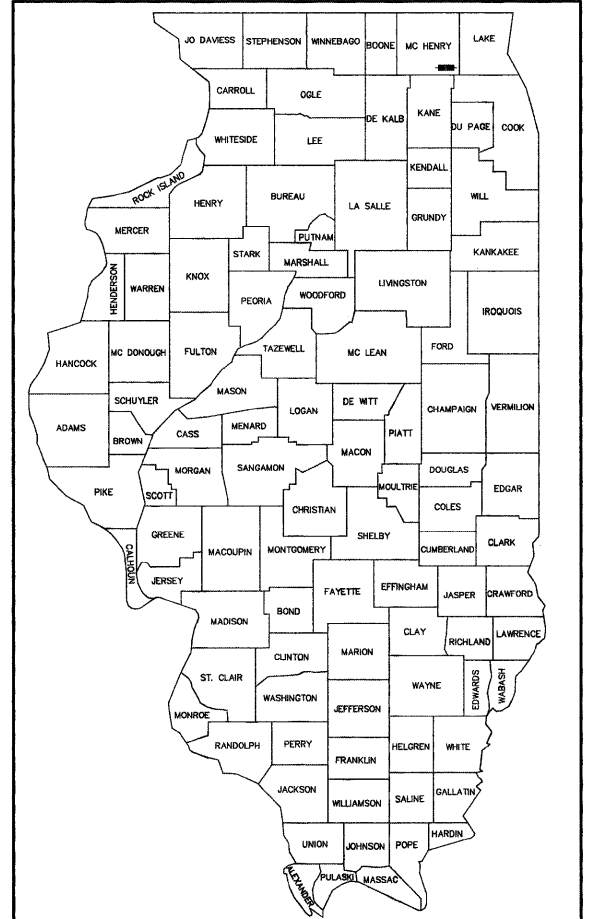 JO DAVIESS
STEPHENSON
WINNEBAGO
BOONE
MC HENRY
LAKE
CARROLL
OGLE
DE KALB
KANE
DU PAGE
COOK
WHITESIDE
LEE
KENDALL
ROCK ISLAND
HENRY
BUREAU
LA SALLE
GRUNDY
WILL
MERCER
PUTNAM
KANKAKEE
STARK
MARSHALL
HENDERSON
WARREN
KNOX
PEORIA
WOODFORD
LIVINGSTON
IROQUOIS
HANCOCK
MC DONOUGH
FULTON
TAZEWELL
MC LEAN
FORD
MASON
SCHUYLER
LOGAN
DE WITT
CHAMPAIGN
VERMILION
ADAMS
BROWN
CASS
MENARD
MACON
PIATT
MORGAN
SANGAMON
DOUGLAS
EDGAR
PIKE
SCOTT
CHRISTIAN
MOULTRIE
COLES
GREENE
MACOUPIN
MONTGOMERY
SHELBY
CUMBERLAND
CLARK
CALHOUN
JERSEY
FAYETTE
EFFINGHAM
JASPER
CRAWFORD
MADISON
BOND
CLAY
RICHLAND
LAWRENCE
MARION
CLINTON
ST. CLAIR
WAYNE
EDWARDS
WABASH
WASHINGTON
JEFFERSON
MONROE
RANDOLPH
PERRY
HELGREN
WHITE
FRANKLIN
JACKSON
WILLIAMSON
SALINE
GALLATIN
HARDIN
UNION
JOHNSON
POPE
ALEXANDER
PULASKI
MASSAC